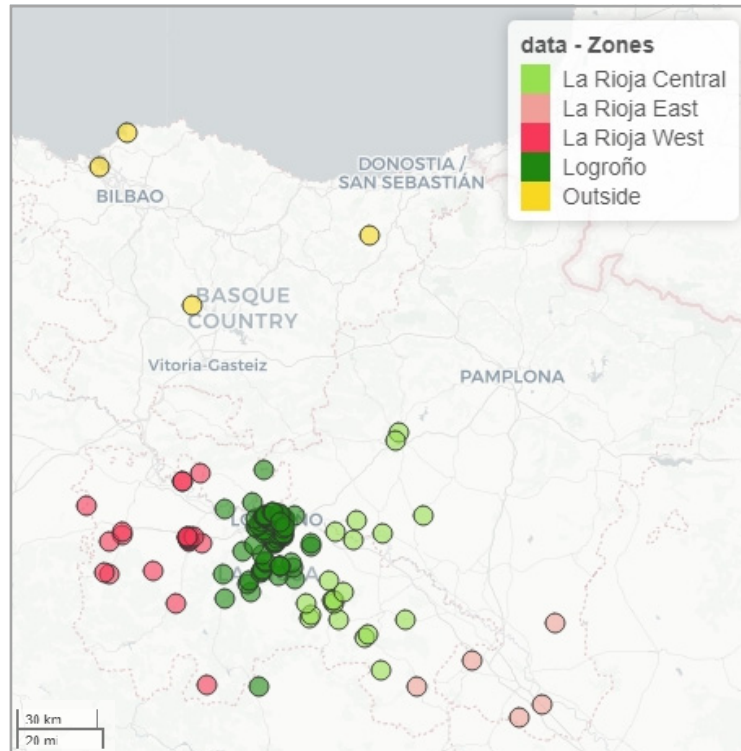 data - Zones
La Rioja Central
La Rioja East
La Rioja West
Logroño
Outside
DONOSTIA /
SAN SEBASTIÁN
BILBAO
BASQUE
COUNTRY
Vitoria-Gasteiz
PAMPLONA
30 km
20 mi